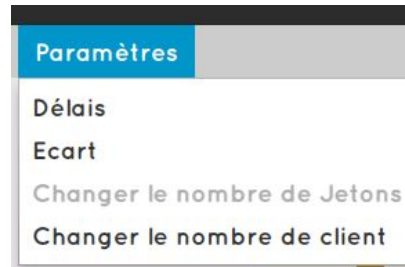 Paramètres
Délais
Ecart
Changer le nombre de Jetons
Changer le nombre de client